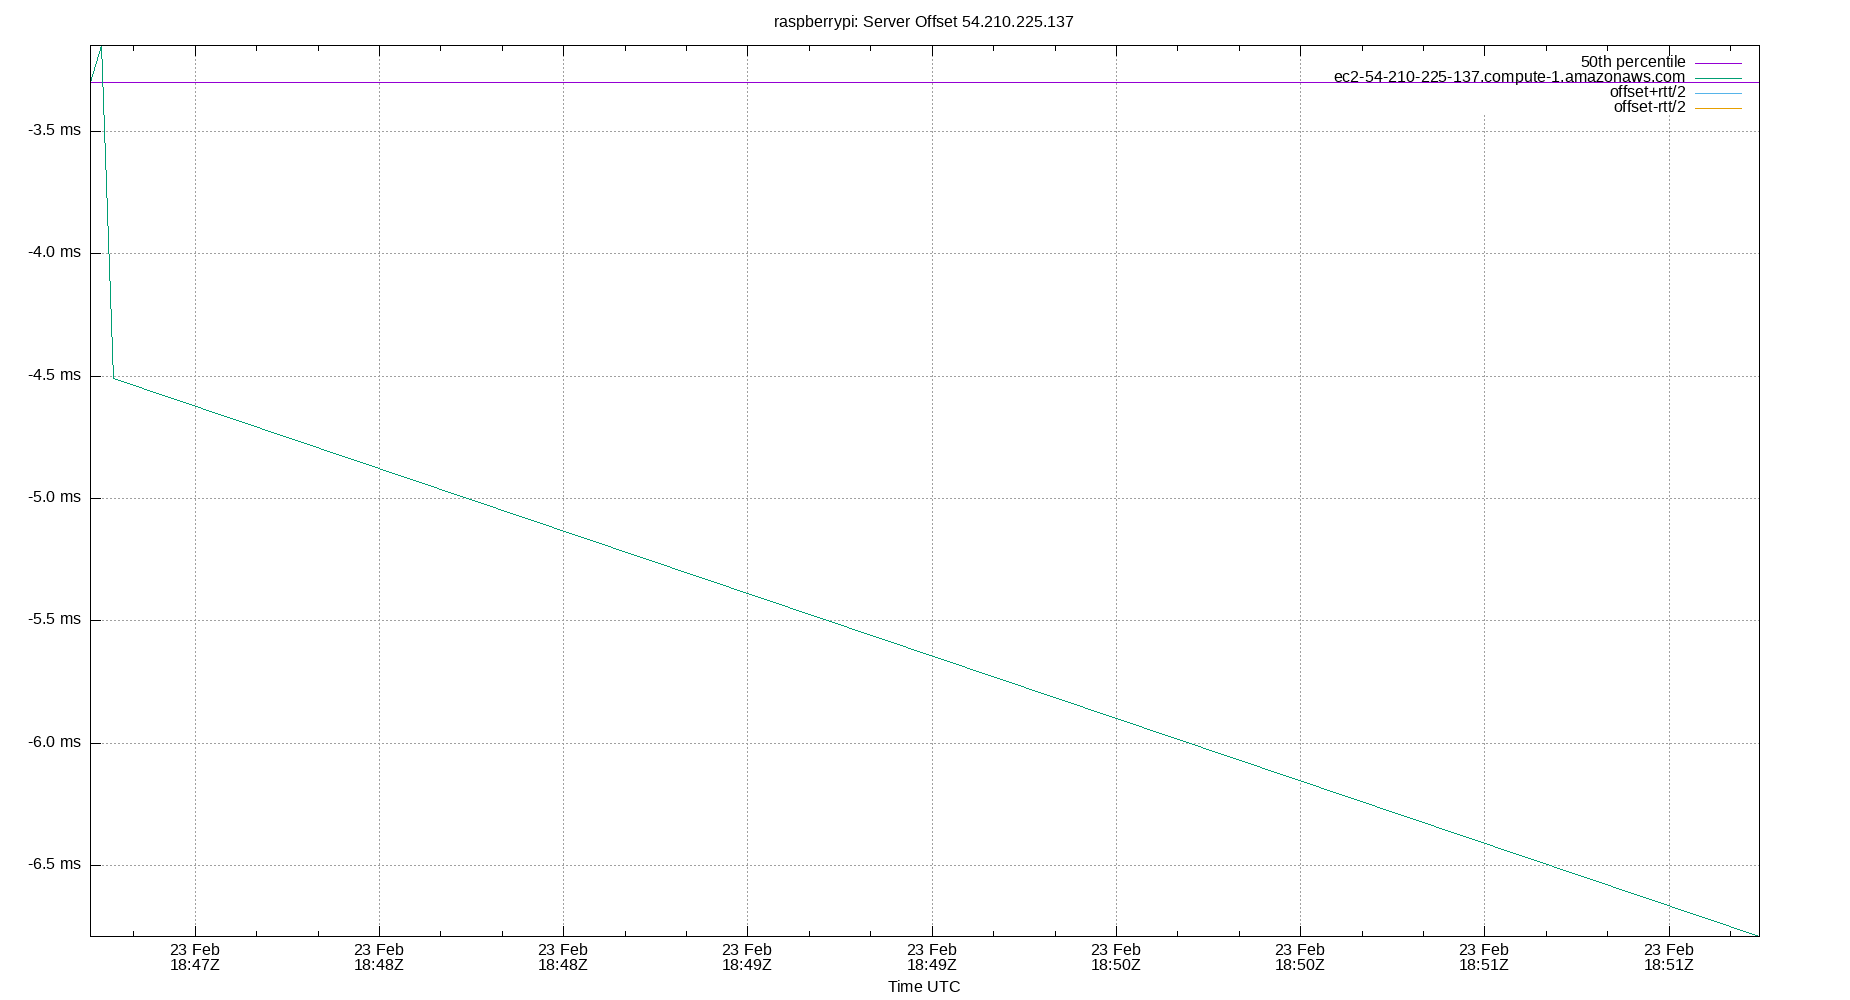 raspberrypi: Server Offset 54.210.225.137
50th percentile
ec2-54-210-225-137.compute-1.amazonaws.com
offset+rtt/2
offset-rtt/2
-3.5 ms
-4.0 ms
-4.5 ms
-5.0 ms
-5.5 ms
-6.0 ms
-6.5 ms
23 Feb 23 Feb 23 Feb 23 Feb 23 Feb 23 Feb 23 Feb 23 Feb 23 Feb
18:47Z 18:48Z 18:48Z 18:49Z 18:49Z 18:50Z 18:50Z 18:51Z 18:51Z
Time UTC